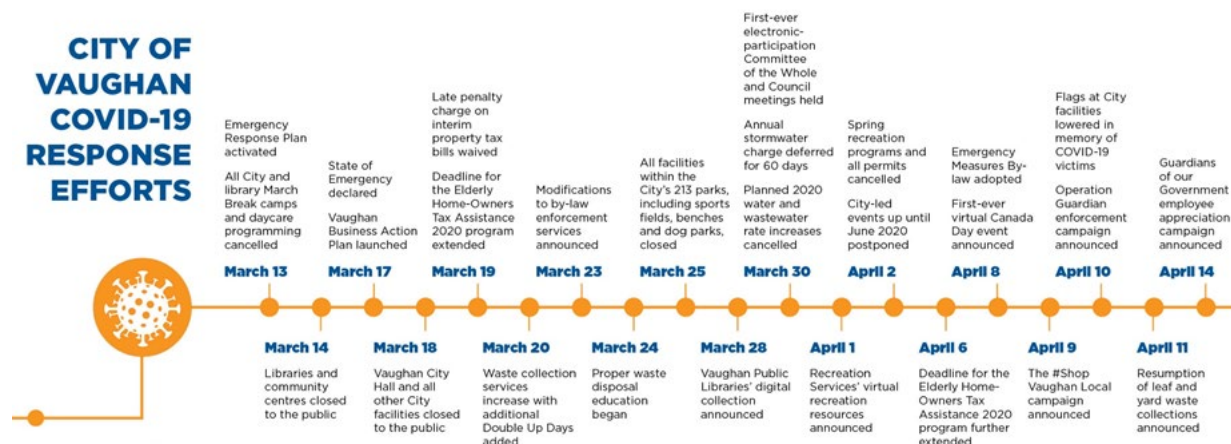 CITY OF
VAUGHAN
COVID-19
RESPONSE
EFFORTS
Emergency
Response Plan
activated
All City and
library March
Break camps
and daycare
programming
cancelled
March 13
March 14
Libraries and
community
centres closed
to the public
State of
Emergency
declared
Vaughan
Business Action
Plan launched
March 17
March 18
Vaughan City
Hall and all
other City
facilities closed
to the public
Late penalty
charge on
interim
property tax
bills waived
Deadline for
the Elderly
Home-Owners
Tax Assistance
2020 program
extended
March 19
March 20
Waste collection
services
increase with
additional
Double Up Days
added
Modifications
to by-law
enforcement
services
announced
March 23
March 24
Proper waste
disposal
education
began
All facilities
within the
City's 213 parks,
including sports
fields, benches
and dog parks,
closed
March 25
March 28
Vaughan Public
Libraries' digital
collection
announced
First-ever
electronic-
participation
Committee
of the Whole
and Council
meetings held
Annual
stormwater
charge deferred
for 60 days
Planned 2020
water and
wastewater
rate increases
cancelled
March 30
April 1
Recreation
Services' virtual
recreation
resources
announced
Spring
recreation
programs and
all permits
cancelled
City-led
events up until
June 2020
postponed
April 2
April 6
Deadline for the
Elderly Home-
Owners Tax
Assistance 2020
program further
extended
Emergency
Measures By-
law adopted
First-ever
virtual Canada
Day event
announced
April 8
April 9
The #Shop
Vaughan Local
campaign
announced
Flags at City
facilities
lowered in
memory of
COVID-19
victims
Operation
Guardian
enforcement
campaign
announced
April 10
April 11
Resumption
of leaf and
yard waste
collections
announced
Guardians
of our
Government
employee
appreciation
campaign
announced
April 14